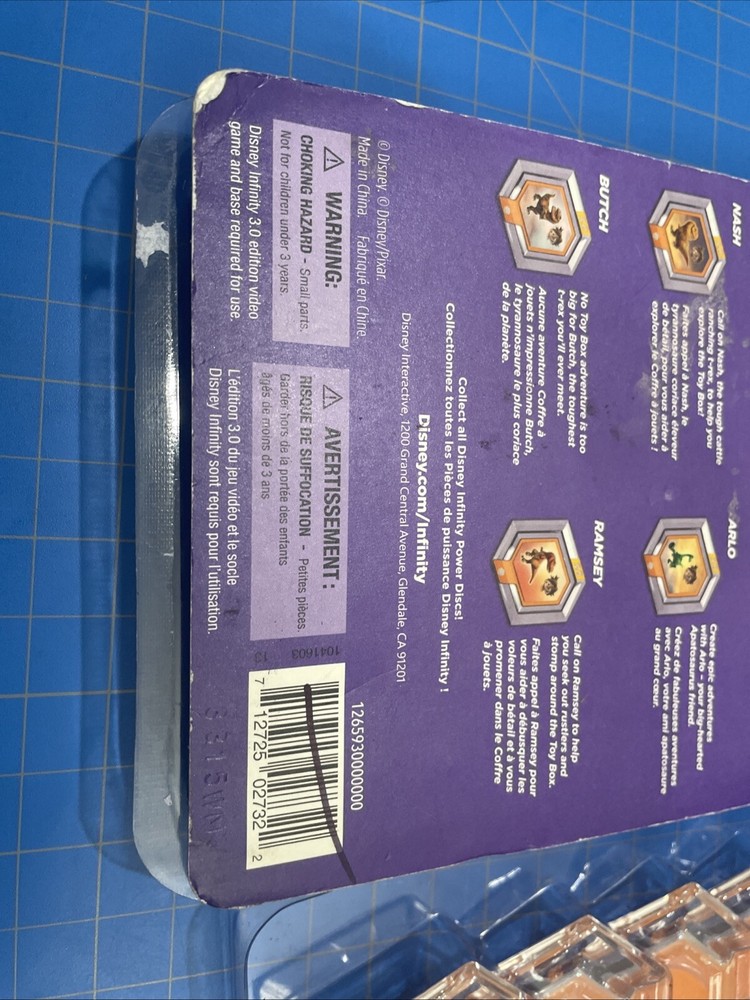 NASH
Call on Nash, the tough cattle
ranching t-rex, to help you
explore the Toy Box!
Faites appel à Nash, le
tyrannosaure coriace éleveur
de bétail, pour vous aider à
explorer le Coffre à jouets !
ARLO
Create epic adventures
with Arlo - your big-hearted
Apatosaurus friend.
Créez de fabuleuses aventures
avec Arlo, votre ami apatosaure
au grand cœur.
BUTCH
No Toy Box adventure is too
big for Butch, the toughest
t-rex you'll ever meet.
Aucune aventure Coffre à
jouets n'impressionne Butch,
le tyrannosaure le plus coriace
de la planète.
RAMSEY
Call on Ramsey to help
you seek out rustlers and
stomp around the Toy Box.
Faites appel à Ramsey pour
vous aider à débusquer les
voleurs de bétail et à vous
promener dans le Coffre
à jouets.
Collect all Disney Infinity Power Discs!
Collectionnez toutes les Pièces de puissance Disney Infinity !
Disney.com/Infinity
Disney Interactive, 1200 Grand Central Avenue, Glendale, CA 91201
© Disney. © Disney/Pixar.
Made in China. Fabriqué en Chine.
WARNING:
CHOKING HAZARD - Small parts.
Not for children under 3 years.
Disney Infinity 3.0 edition video
game and base required for use.
AVERTISSEMENT :
RISQUE DE SUFFOCATION - Petites pièces.
Garder hors de la portée des enfants
âgés de moins de 3 ans
L'édition 3.0 du jeu vidéo et le socle
Disney Infinity sont requis pour l'utilisation.
1041603
13
1265930000000
7 12725 02732 2